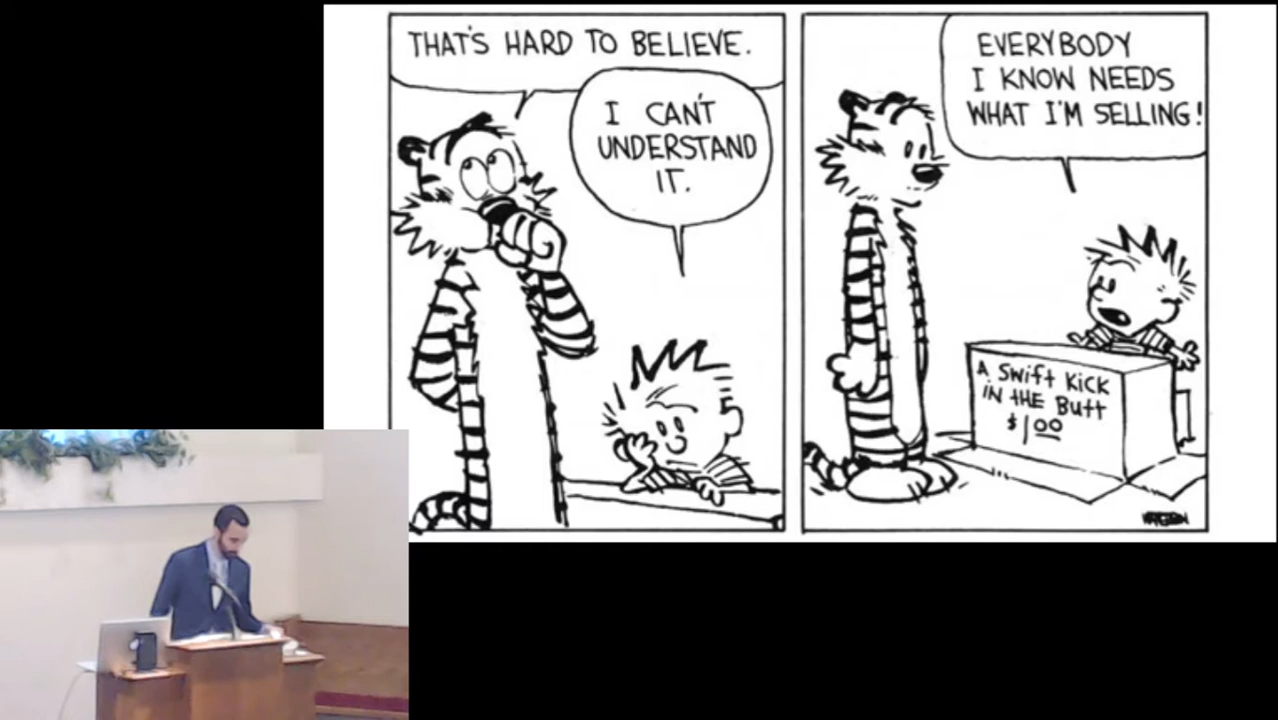 THAT'S HARD TO BELIEVE.
I CAN'T
UNDERSTAND
IT.
EVERYBODY
I KNOW NEEDS
WHAT I'M SELLING!
A SWift KiCK
iN tHE Butt
$1.00